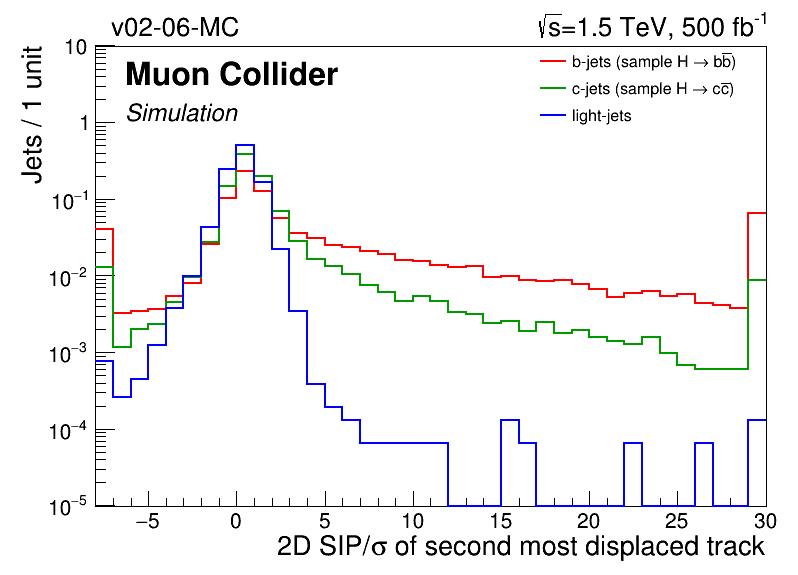 v02-06-MC
√s=1.5 TeV, 500 fb⁻¹
Muon Collider
Simulation
b-jets (sample H → bb̅)
c-jets (sample H → cc̅)
light-jets
Jets / 1 unit
10
1
10⁻¹
10⁻²
10⁻³
10⁻⁴
10⁻⁵
−5 0 5 10 15 20 25 30
2D SIP/σ of second most displaced track